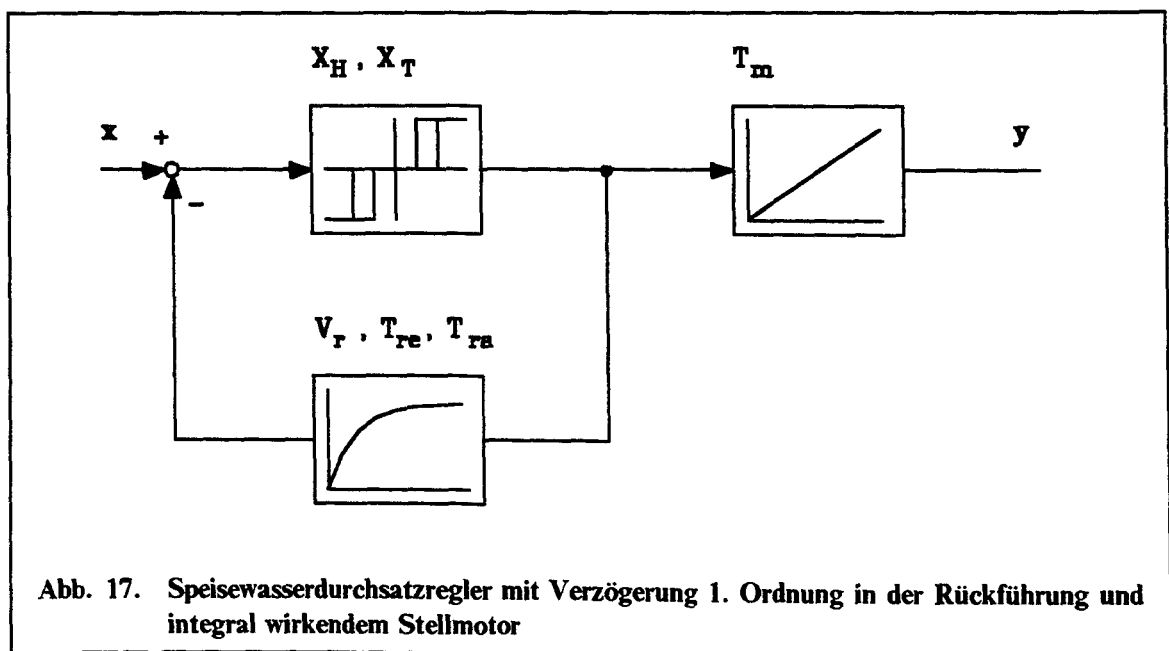 X_H , X_T
T_m
x
+
y
-
V_r , T_re, T_ra
Abb. 17. Speisewasserdurchsatzregler mit Verzögerung 1. Ordnung in der Rückführung und
integral wirkendem Stellmotor